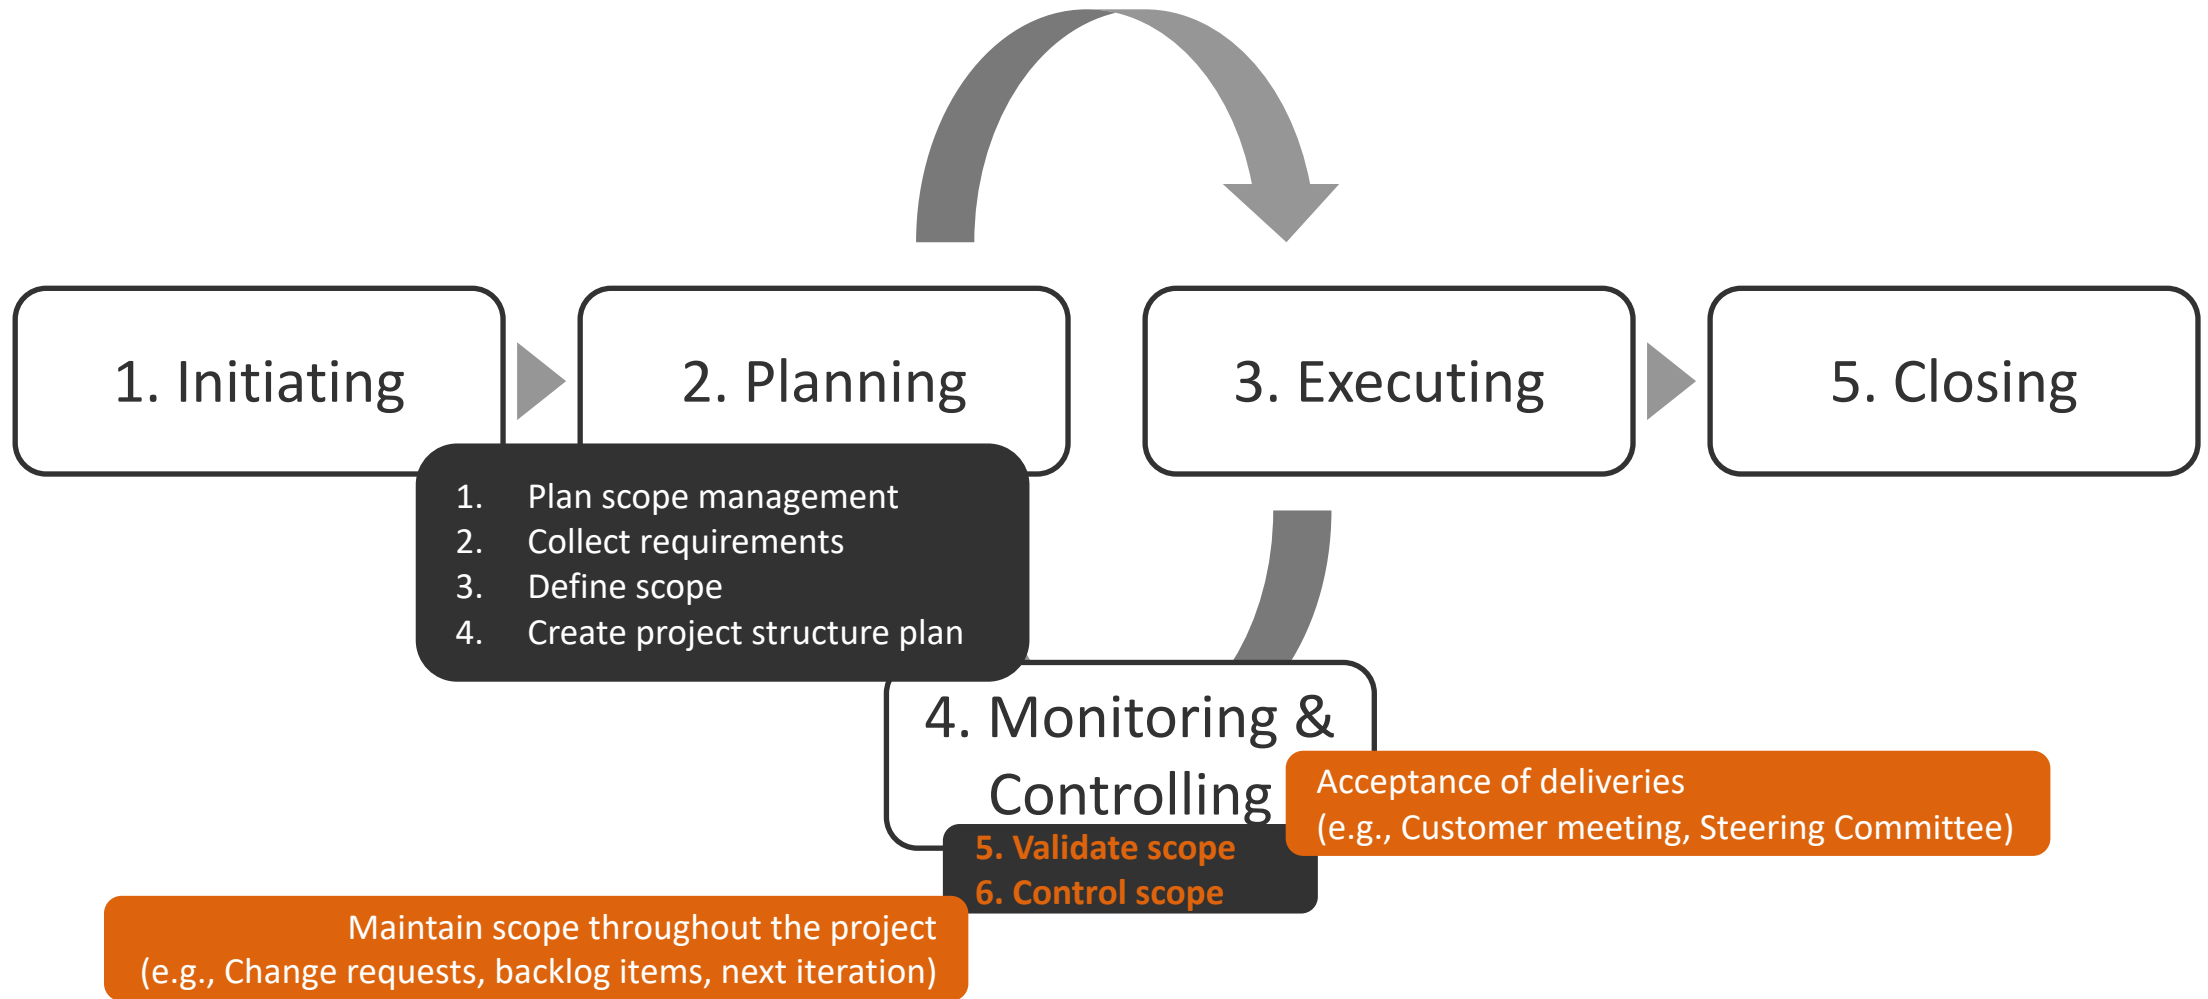 1. Initiating
2. Planning
3. Executing
5. Closing
1. Plan scope management
2. Collect requirements
3. Define scope
4. Create project structure plan
4. Monitoring &
Controlling
Acceptance of deliveries
(e.g., Customer meeting, Steering Committee)
5. Validate scope
6. Control scope
Maintain scope throughout the project
(e.g., Change requests, backlog items, next iteration)